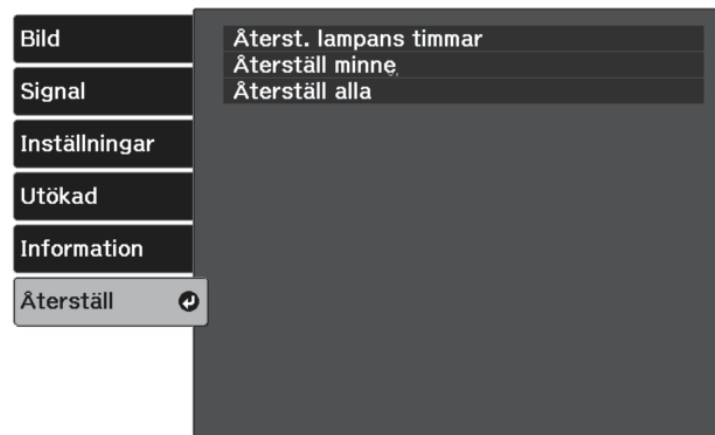 Bild
Signal
Inställningar
Utökad
Information
Återställ
Återst. lampans timmar
Återställ minne
Återställ alla